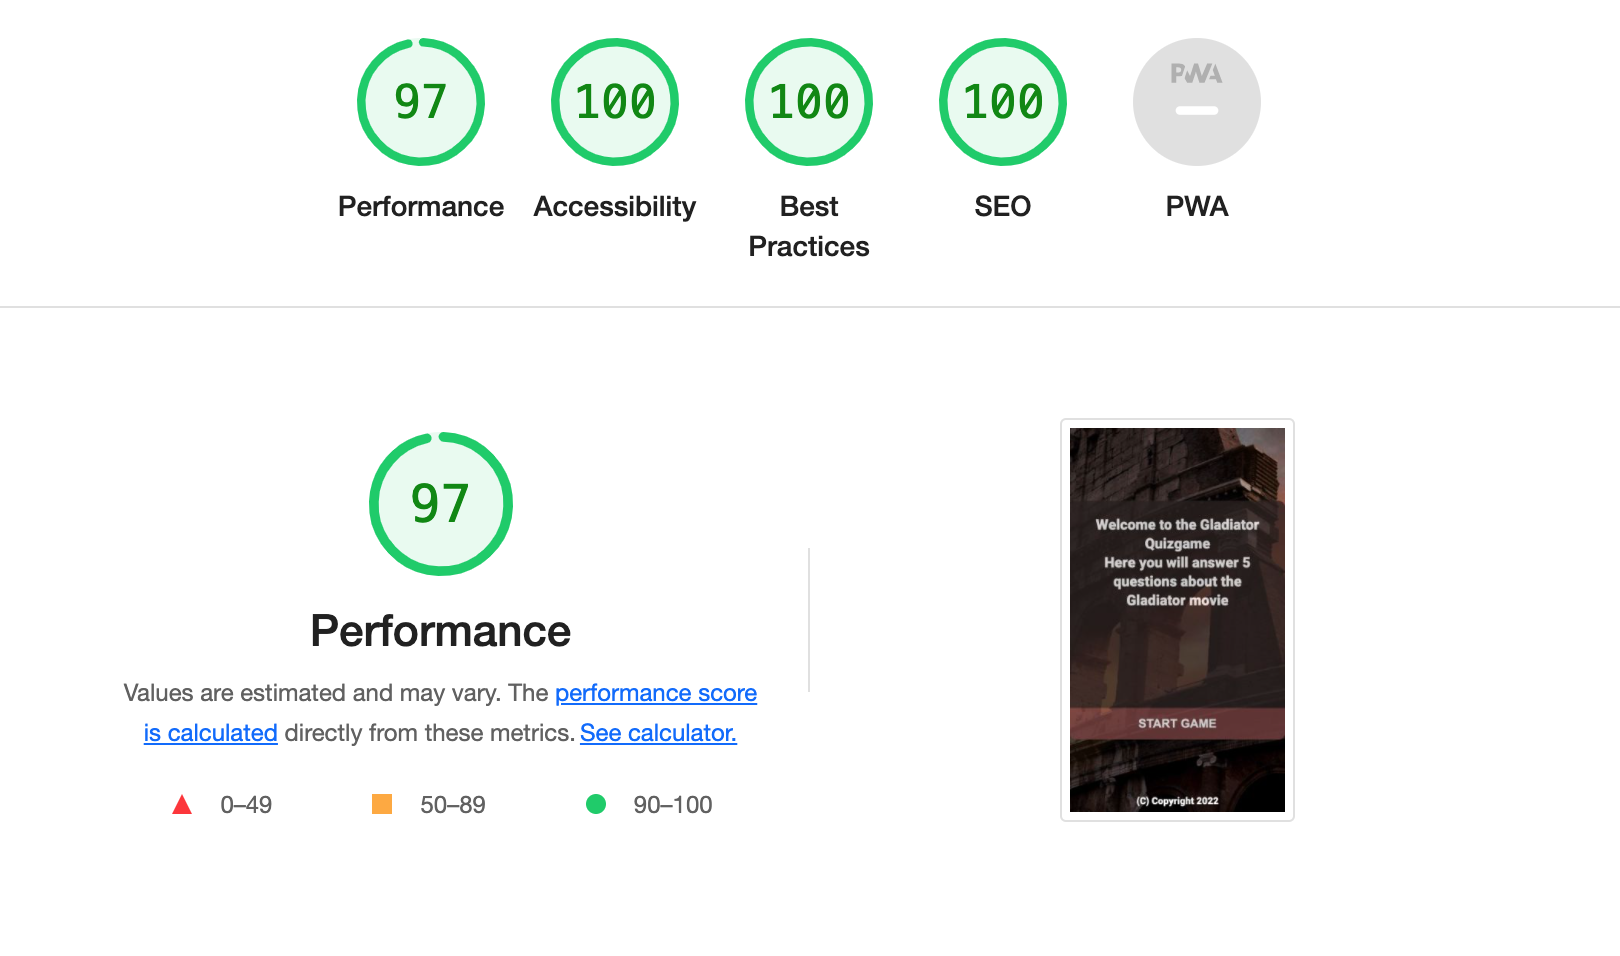 97
100
100
100
PWA
Performance
Accessibility
Best
Practices
SEO
PWA
97
Performance
Values are estimated and may vary. The performance score
is calculated directly from these metrics. See calculator.
0–49
50–89
90–100
Welcome to the Gladiator
Quizgame
Here you will answer 5
questions about the
Gladiator movie
START GAME
(C) Copyright 2022